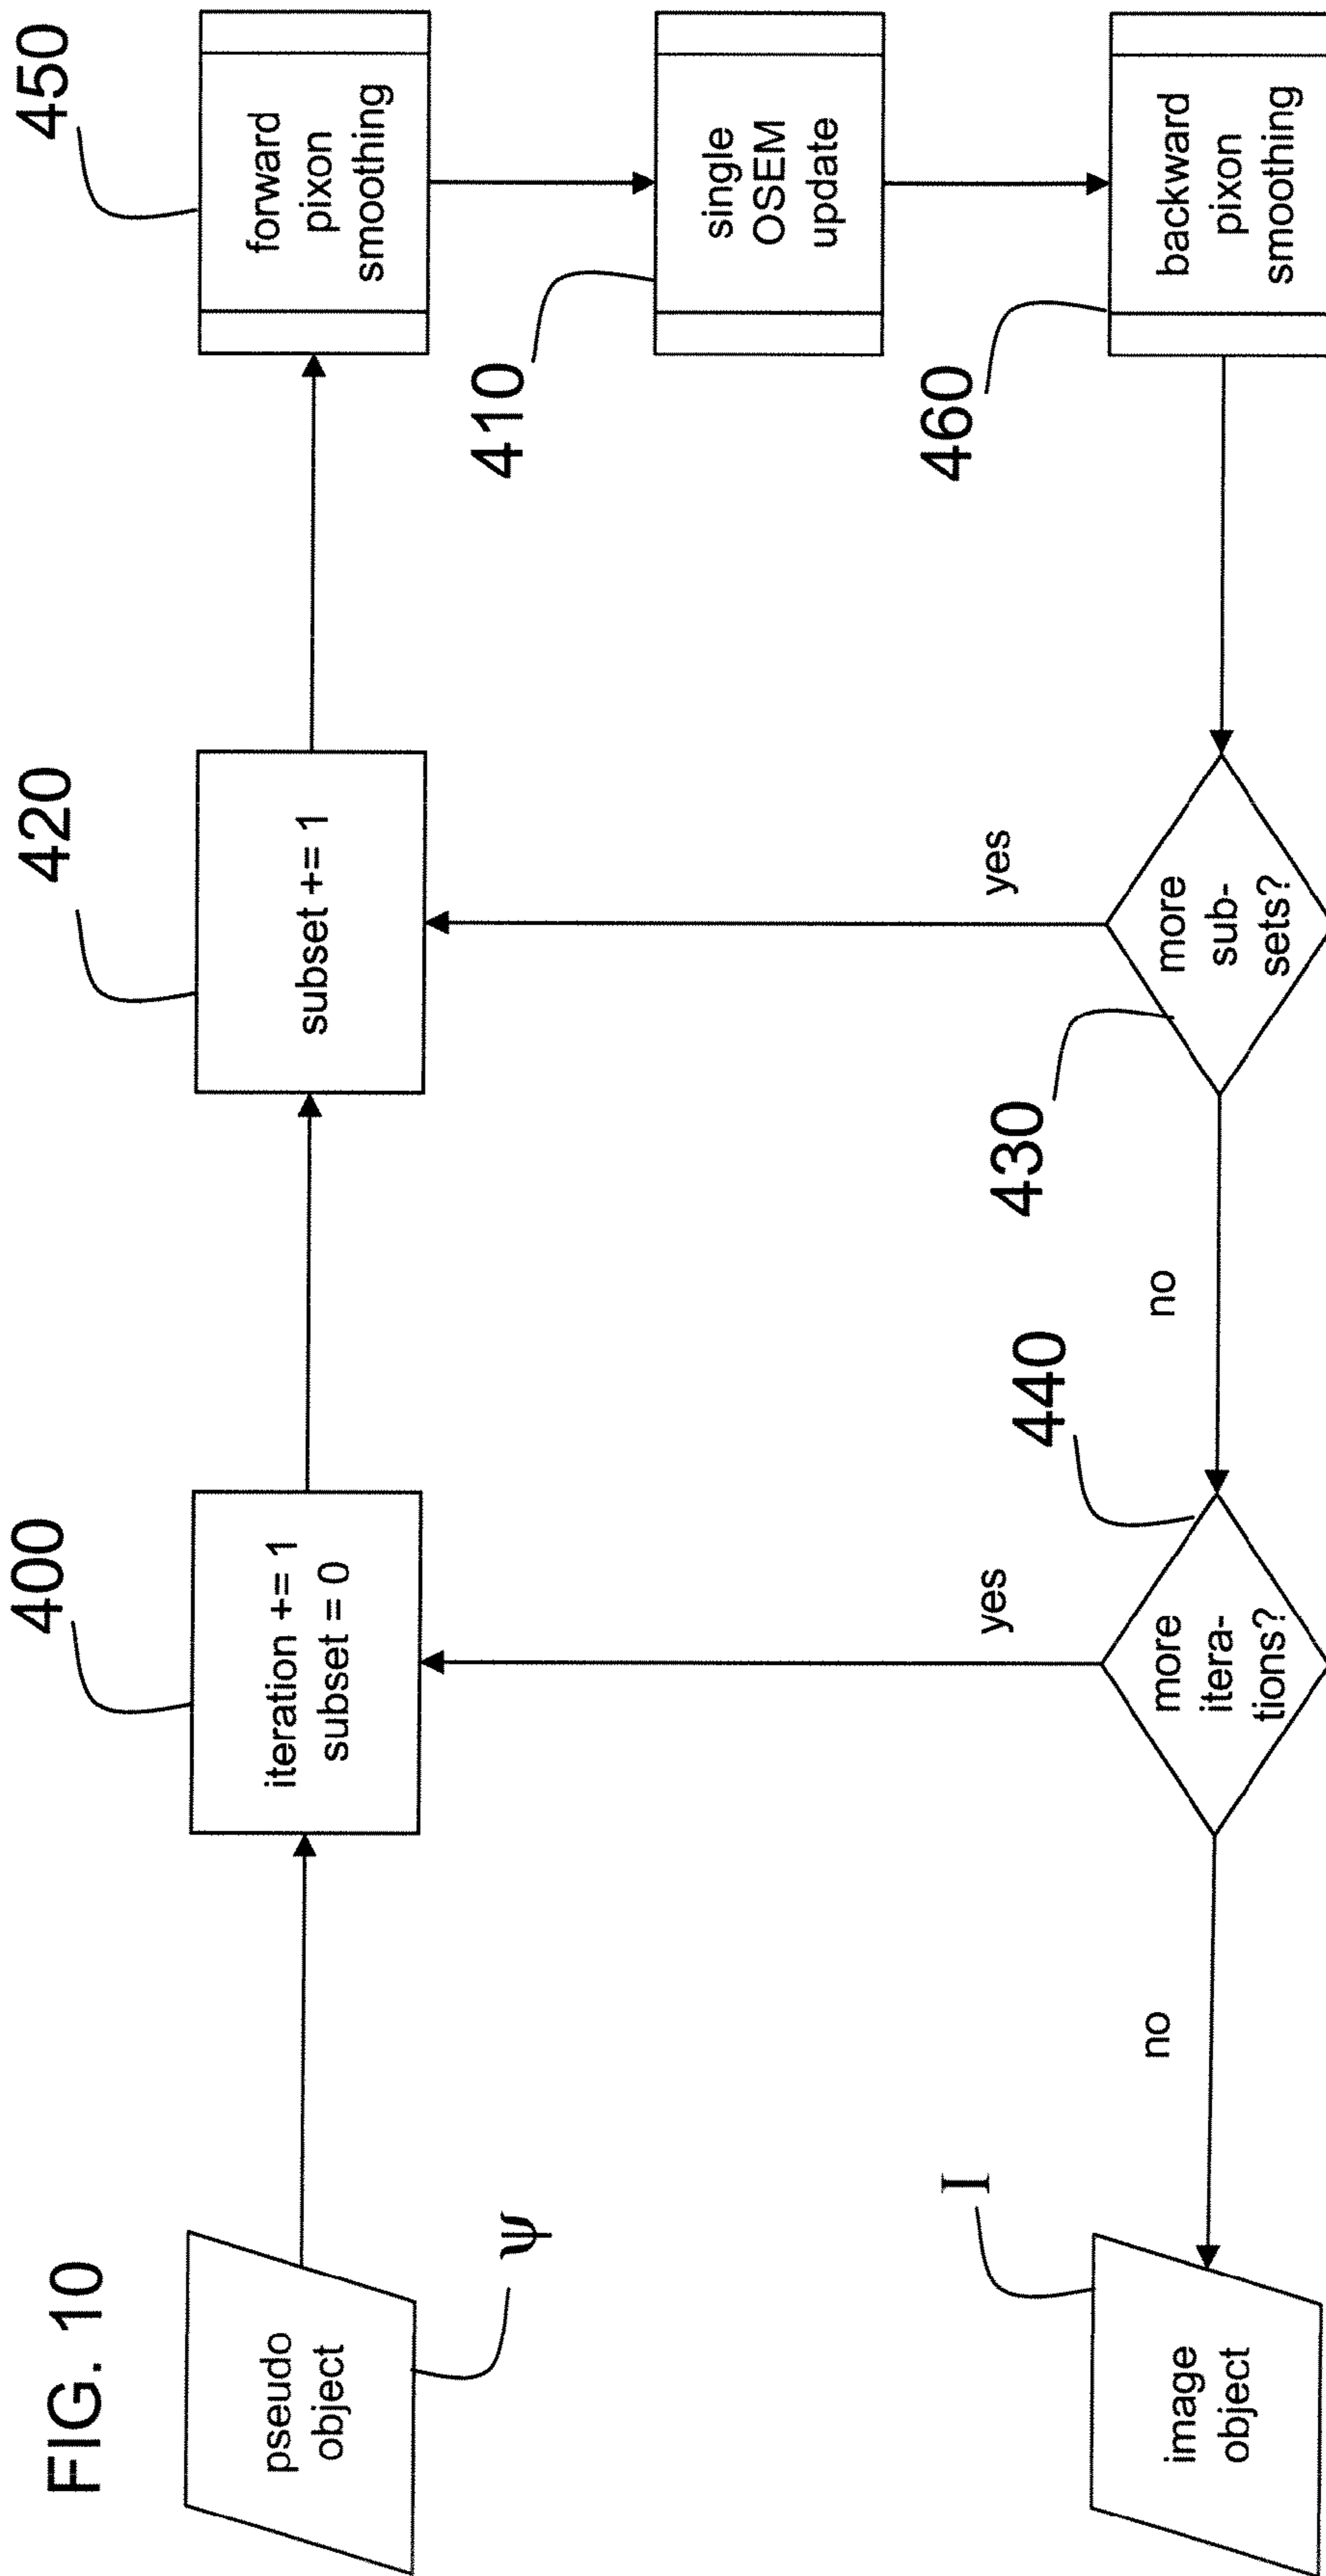 FIG. 10
pseudo
object
Ψ
400
iteration += 1
subset = 0
420
subset += 1
450
forward
pixon
smoothing
410
single
OSEM
update
460
backward
pixon
smoothing
430
more
sub-
sets?
yes
no
440
more
itera-
tions?
yes
no
I
image
object